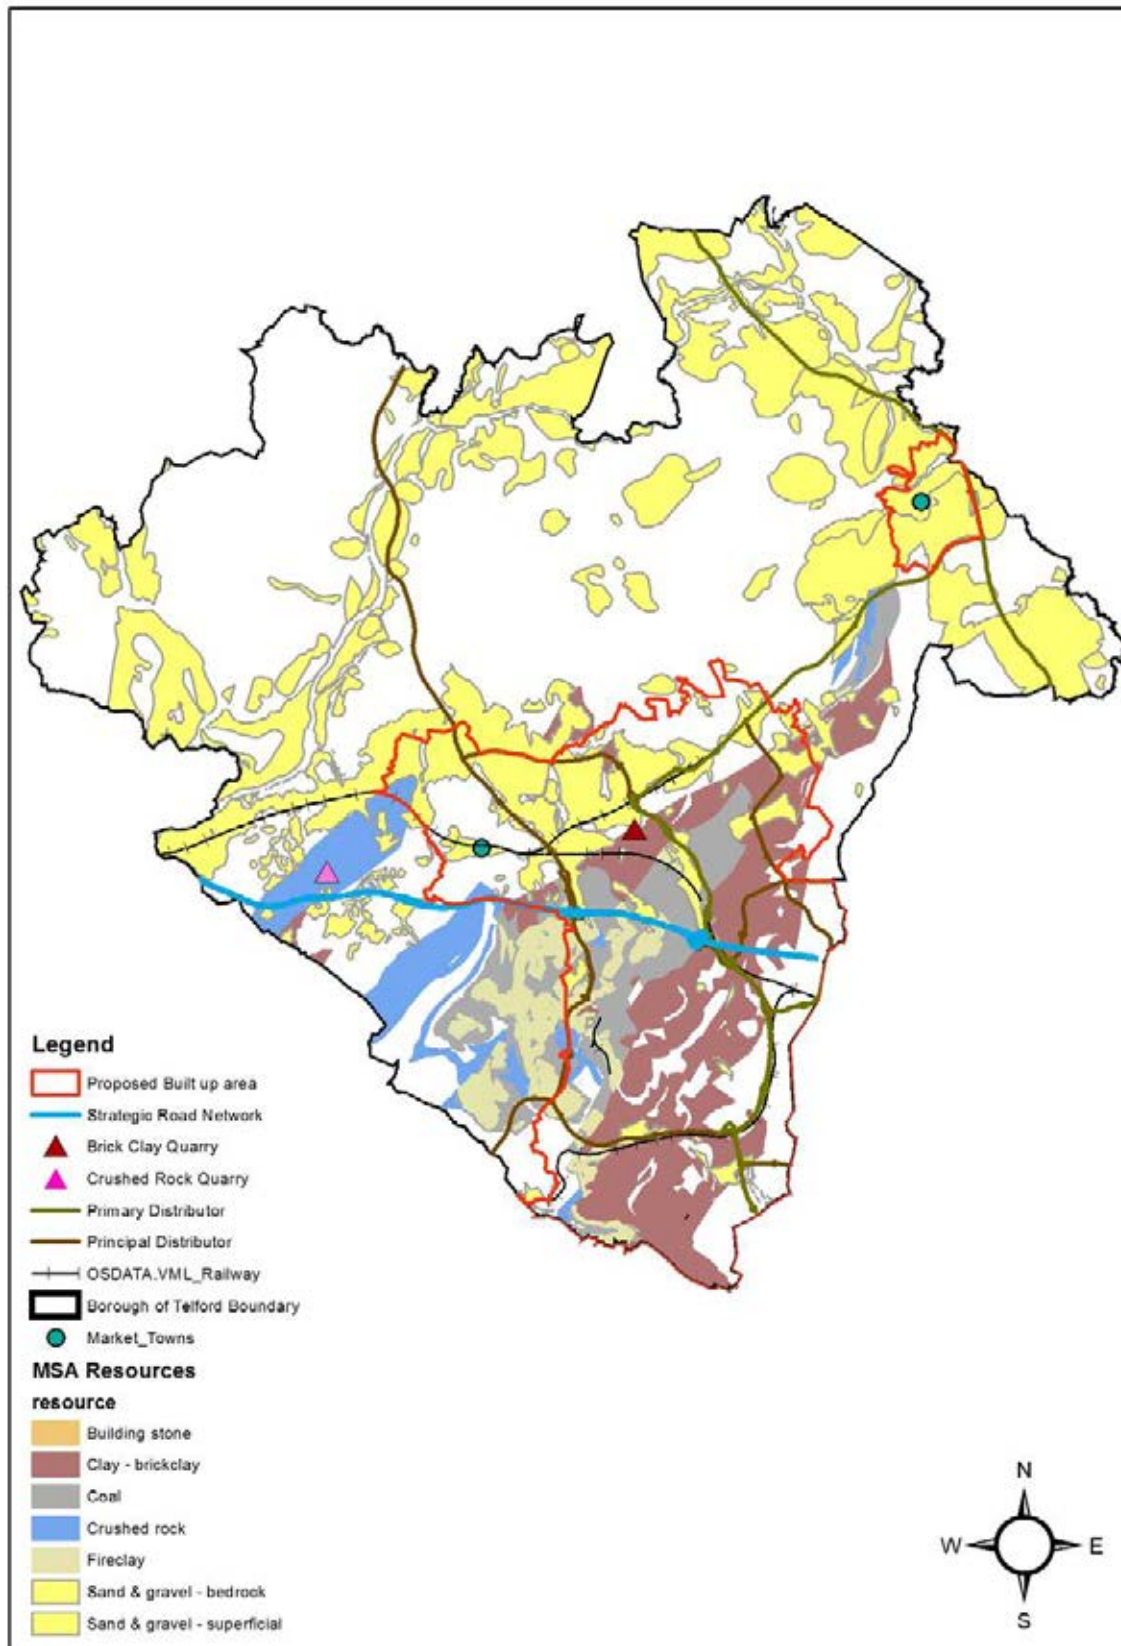 Legend
Proposed Built up area
Strategic Road Network
Brick Clay Quarry
Crushed Rock Quarry
Primary Distributor
Principal Distributor
OSDATA.VML_Railway
Borough of Telford Boundary
Market_Towns
MSA Resources
resource
Building stone
Clay - brickclay
Coal
Crushed rock
Fireclay
Sand & gravel - bedrock
Sand & gravel - superficial
N
W E
S